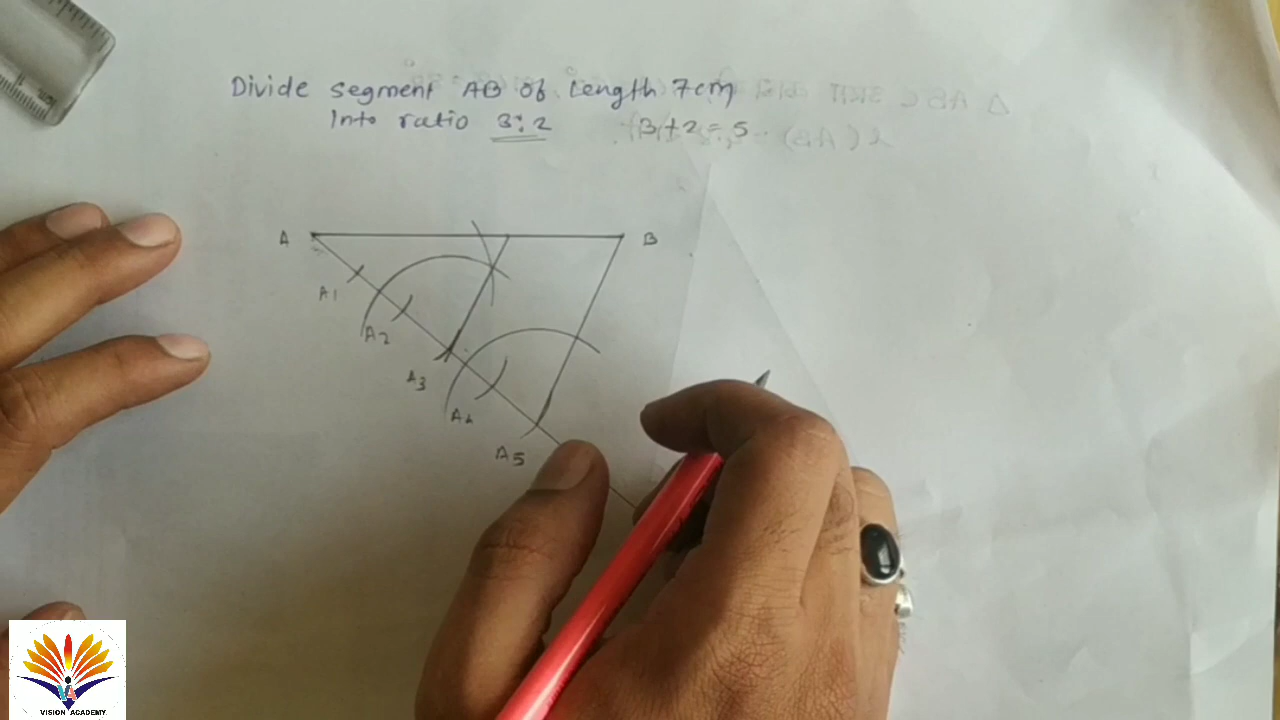 Divide segment AB of Length 7cm
Into ratio 3:2 3+2=5
A B
A1
A2
A3
A4
A5
VISION ACADEMY